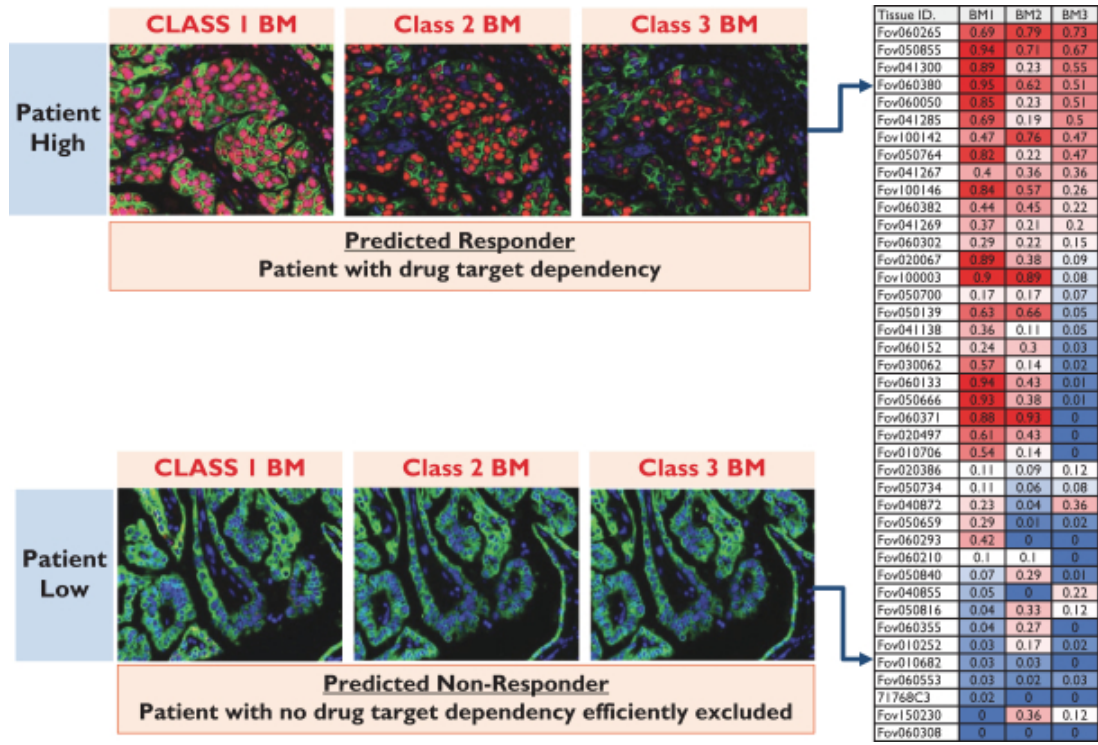 CLASS 1 BM Class 2 BM Class 3 BM
Patient
High
Predicted Responder
Patient with drug target dependency
CLASS 1 BM Class 2 BM Class 3 BM
Patient
Low
Predicted Non-Responder
Patient with no drug target dependency efficiently excluded
Tissue ID. BM1 BM2 BM3
Fov060265 0.69 0.79 0.73
Fov050855 0.94 0.71 0.67
Fov041300 0.89 0.23 0.55
Fov060380 0.95 0.62 0.51
Fov060050 0.85 0.23 0.51
Fov041285 0.69 0.19 0.5
Fov100142 0.47 0.76 0.47
Fov050764 0.82 0.22 0.47
Fov041267 0.4 0.36 0.36
Fov100146 0.84 0.57 0.26
Fov060382 0.44 0.45 0.22
Fov041269 0.37 0.21 0.2
Fov060302 0.29 0.22 0.15
Fov020067 0.89 0.38 0.09
Fov100003 0.9 0.89 0.08
Fov050700 0.17 0.17 0.07
Fov050139 0.63 0.66 0.05
Fov041138 0.36 0.11 0.05
Fov060152 0.24 0.3 0.03
Fov030062 0.57 0.14 0.02
Fov060133 0.94 0.43 0.01
Fov050666 0.93 0.38 0.01
Fov060371 0.88 0.93 0
Fov020497 0.61 0.43 0
Fov010706 0.54 0.14 0
Fov020386 0.11 0.09 0.12
Fov050734 0.11 0.06 0.08
Fov040872 0.23 0.04 0.36
Fov050659 0.29 0.01 0.02
Fov060293 0.42 0 0
Fov060210 0.1 0.1 0
Fov050840 0.07 0.29 0.01
Fov040855 0.05 0 0.22
Fov050816 0.04 0.33 0.12
Fov060355 0.04 0.27 0
Fov010252 0.03 0.17 0.02
Fov010682 0.03 0.03 0
Fov060553 0.03 0.02 0.03
71768C3 0.02 0 0
Fov150230 0 0.36 0.12
Fov060308 0 0 0